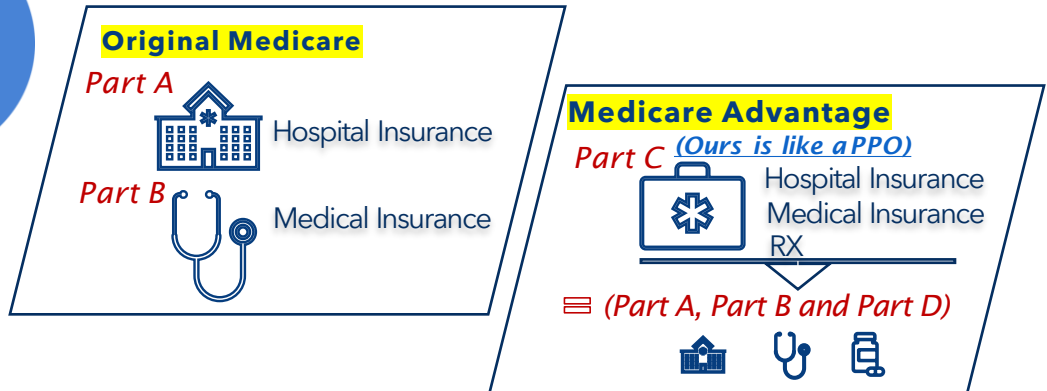 Original Medicare
Part A
Hospital Insurance
Part B
Medical Insurance
Medicare Advantage
(Ours is like a PPO)
Part C
Hospital Insurance
Medical Insurance
RX
= (Part A, Part B and Part D)